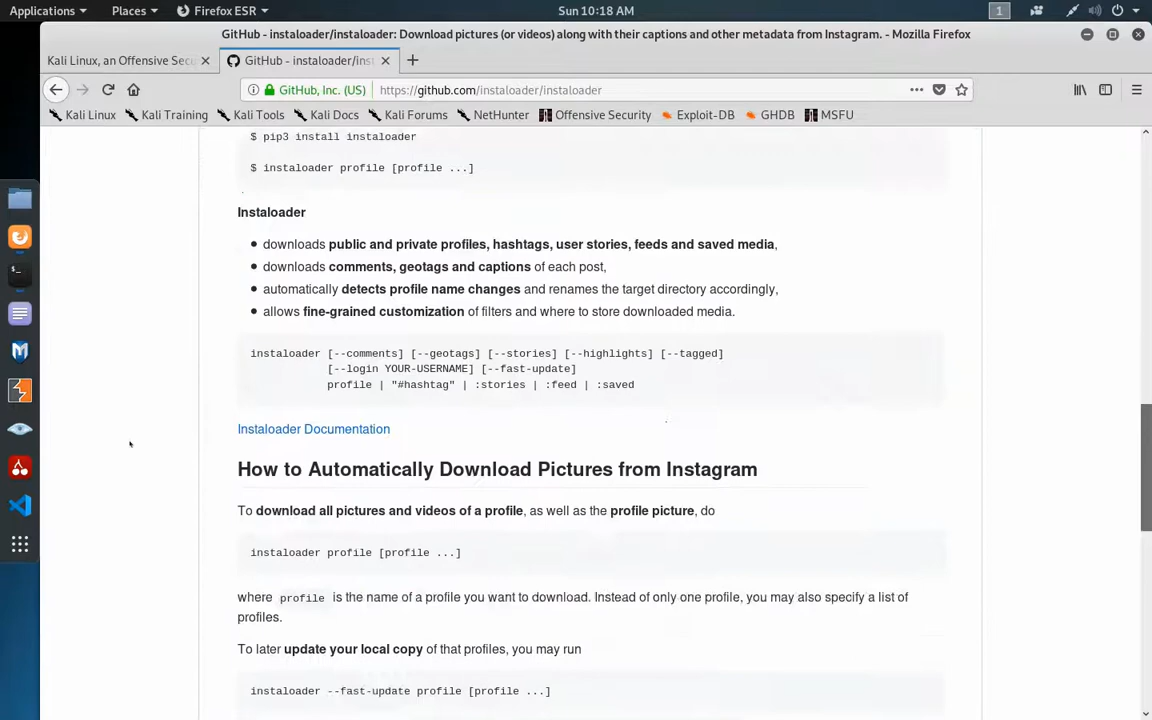 Applications Places Firefox ESR Sun 10:18 AM 1
GitHub - instaloader/instaloader: Download pictures (or videos) along with their captions and other metadata from Instagram. - Mozilla Firefox
Kali Linux, an Offensive Secu GitHub - instaloader/inst
GitHub, Inc. (US) https://github.com/instaloader/instaloader
Kali Linux Kali Training Kali Tools Kali Docs Kali Forums NetHunter Offensive Security Exploit-DB GHDB MSFU
$ pip3 install instaloader
$ instaloader profile [profile ...]
Instaloader
• downloads public and private profiles, hashtags, user stories, feeds and saved media,
• downloads comments, geotags and captions of each post,
• automatically detects profile name changes and renames the target directory accordingly,
• allows fine-grained customization of filters and where to store downloaded media.
instaloader [--comments] [--geotags] [--stories] [--highlights] [--tagged]
[--login YOUR-USERNAME] [--fast-update]
profile | "#hashtag" | :stories | :feed | :saved
Instaloader Documentation
How to Automatically Download Pictures from Instagram
To download all pictures and videos of a profile, as well as the profile picture, do
instaloader profile [profile ...]
where profile is the name of a profile you want to download. Instead of only one profile, you may also specify a list of
profiles.
To later update your local copy of that profiles, you may run
instaloader --fast-update profile [profile ...]